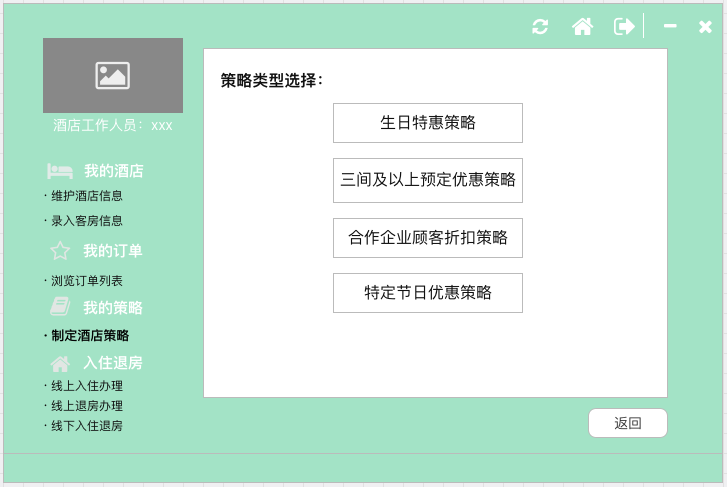 酒店工作人员：xxx
我的酒店
· 维护酒店信息
· 录入客房信息
我的订单
· 浏览订单列表
我的策略
· 制定酒店策略
入住退房
· 线上入住办理
· 线上退房办理
· 线下入住退房
策略类型选择：
生日特惠策略
三间及以上预定优惠策略
合作企业顾客折扣策略
特定节日优惠策略
返回